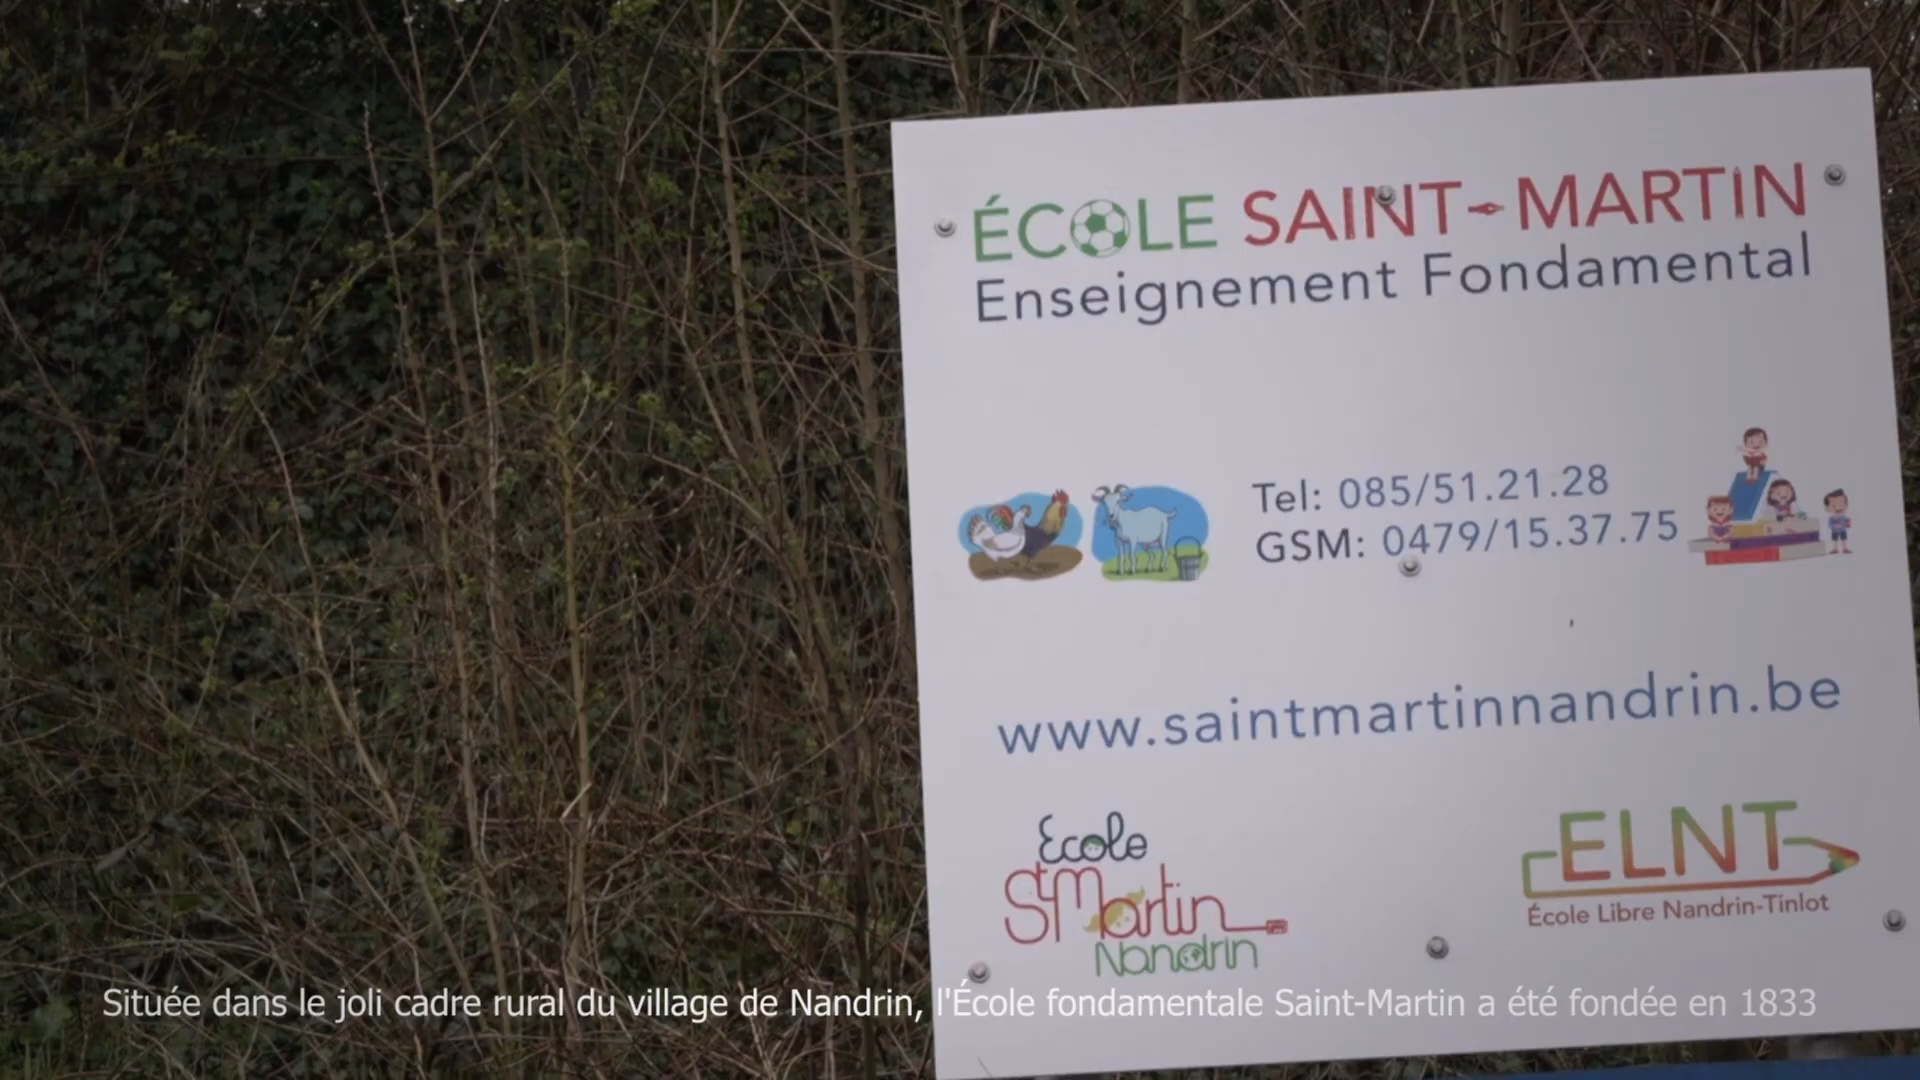 ÉCOLE SAINT-MARTIN
Enseignement Fondamental
Tel: 085/51.21.28
GSM: 0479/15.37.75
www.saintmartinnandrin.be
École
St Martin
Nandrin
ELNT
École Libre Nandrin-Tinlot
Située dans le joli cadre rural du village de Nandrin, l'École fondamentale Saint-Martin a été fondée en 1833